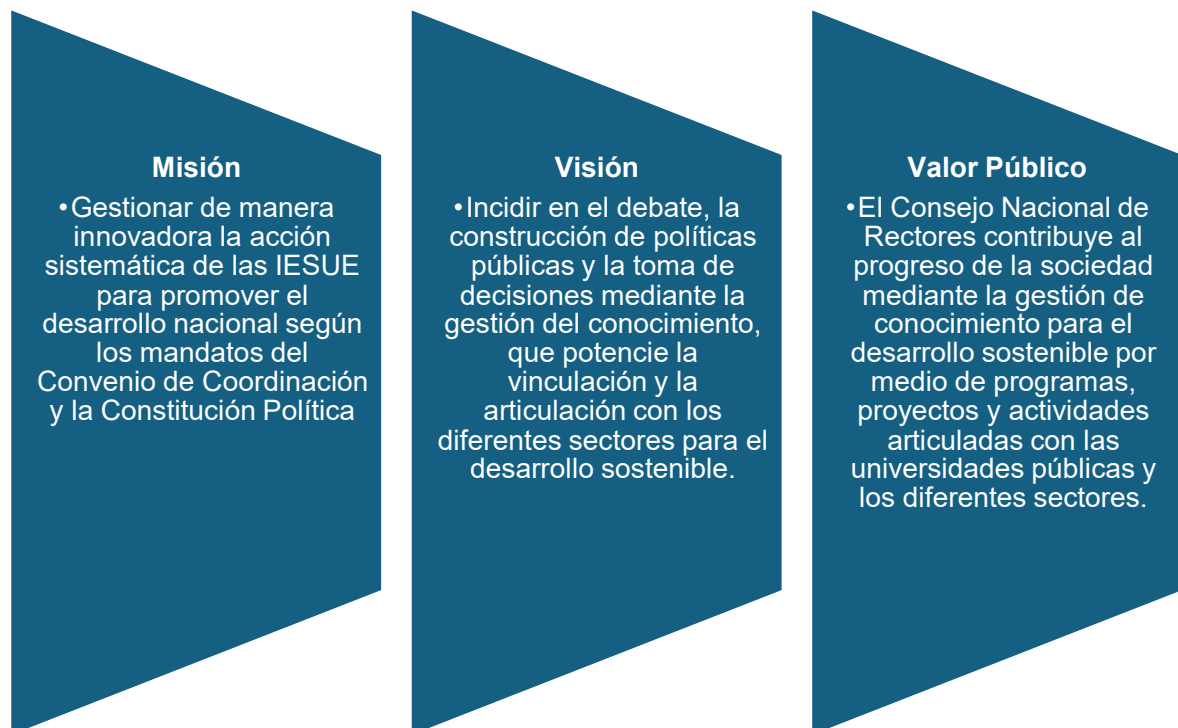 Misión
•Gestionar de manera
innovadora la acción
sistemática de las IESUE
para promover el
desarrollo nacional según
los mandatos del
Convenio de Coordinación
y la Constitución Política
Visión
•Incidir en el debate, la
construcción de políticas
públicas y la toma de
decisiones mediante la
gestión del conocimiento,
que potencie la
vinculación y la
articulación con los
diferentes sectores para el
desarrollo sostenible.
Valor Público
•El Consejo Nacional de
Rectores contribuye al
progreso de la sociedad
mediante la gestión de
conocimiento para el
desarrollo sostenible por
medio de programas,
proyectos y actividades
articuladas con las
universidades públicas y
los diferentes sectores.